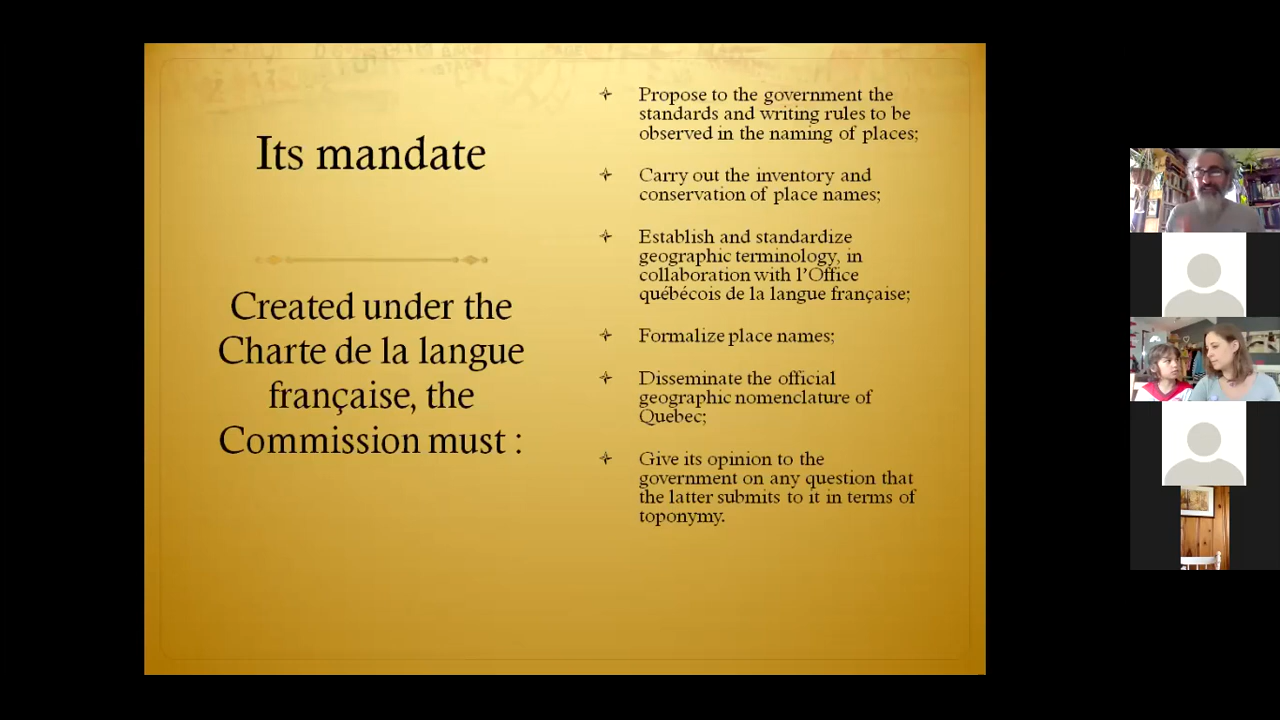 Its mandate
Created under the
Charte de la langue
française, the
Commission must :
Propose to the government the
standards and writing rules to be
observed in the naming of places;
Carry out the inventory and
conservation of place names;
Establish and standardize
geographic terminology, in
collaboration with l’Office
québécois de la langue française;
Formalize place names;
Disseminate the official
geographic nomenclature of
Quebec;
Give its opinion to the
government on any question that
the latter submits to it in terms of
toponymy.